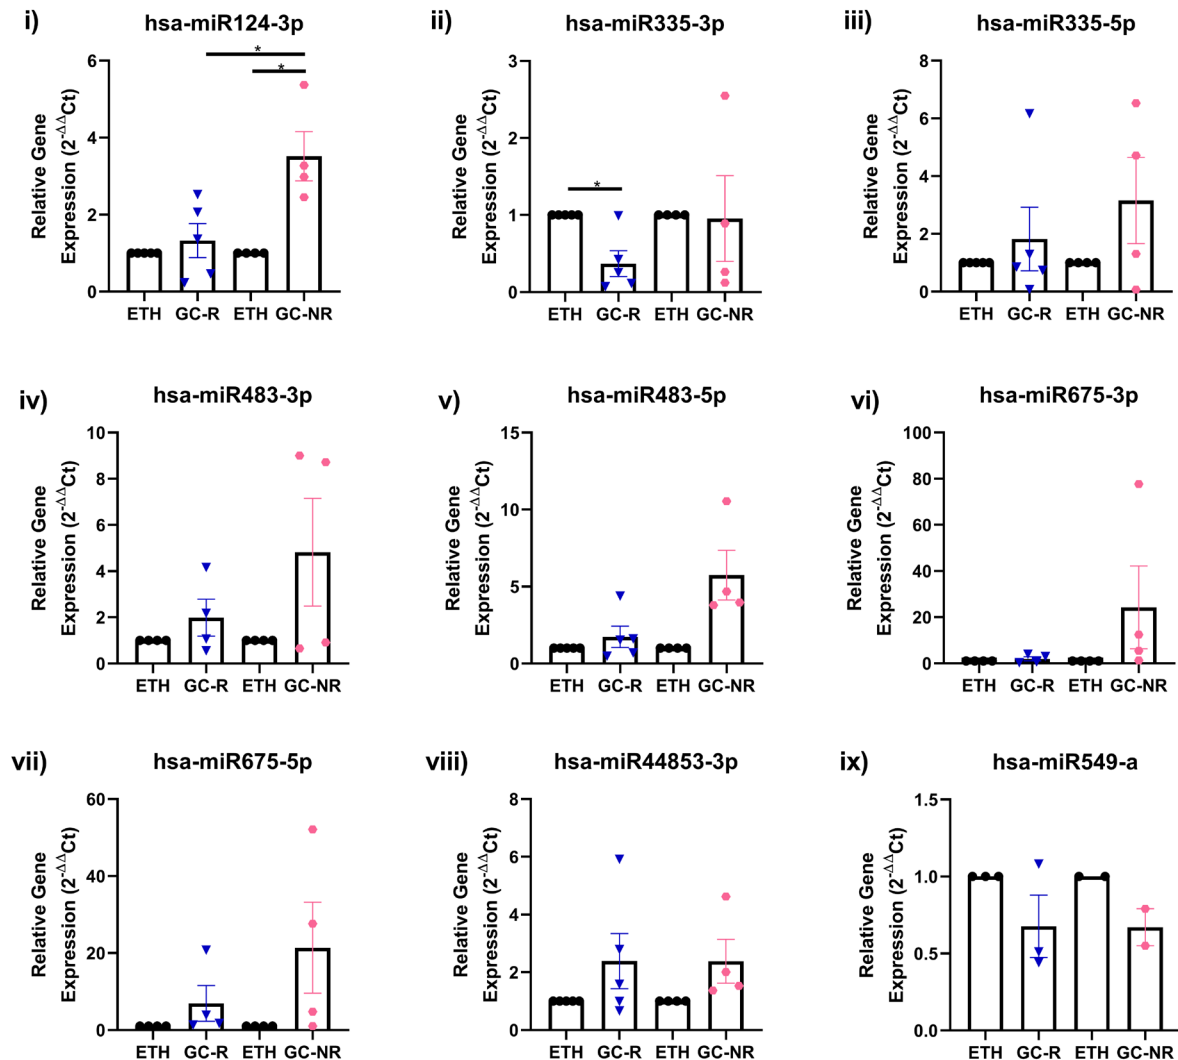 i) hsa-miR124-3p
Relative Gene
Expression (2^-ΔΔCt)
6
4
2
0
*
*
ETH GC-R ETH GC-NR
ii) hsa-miR335-3p
Relative Gene
Expression (2^-ΔΔCt)
3
2
1
0
*
ETH GC-R ETH GC-NR
iii) hsa-miR335-5p
Relative Gene
Expression (2^-ΔΔCt)
8
6
4
2
0
ETH GC-R ETH GC-NR
iv) hsa-miR483-3p
Relative Gene
Expression (2^-ΔΔCt)
10
8
6
4
2
0
ETH GC-R ETH GC-NR
v) hsa-miR483-5p
Relative Gene
Expression (2^-ΔΔCt)
15
10
5
0
ETH GC-R ETH GC-NR
vi) hsa-miR675-3p
Relative Gene
Expression (2^-ΔΔCt)
100
80
60
40
20
0
ETH GC-R ETH GC-NR
vii) hsa-miR675-5p
Relative Gene
Expression (2^-ΔΔCt)
60
40
20
0
ETH GC-R ETH GC-NR
viii) hsa-miR44853-3p
Relative Gene
Expression (2^-ΔΔCt)
8
6
4
2
0
ETH GC-R ETH GC-NR
ix) hsa-miR549-a
Relative Gene
Expression (2^-ΔΔCt)
1.5
1.0
0.5
0.0
ETH GC-R ETH GC-NR